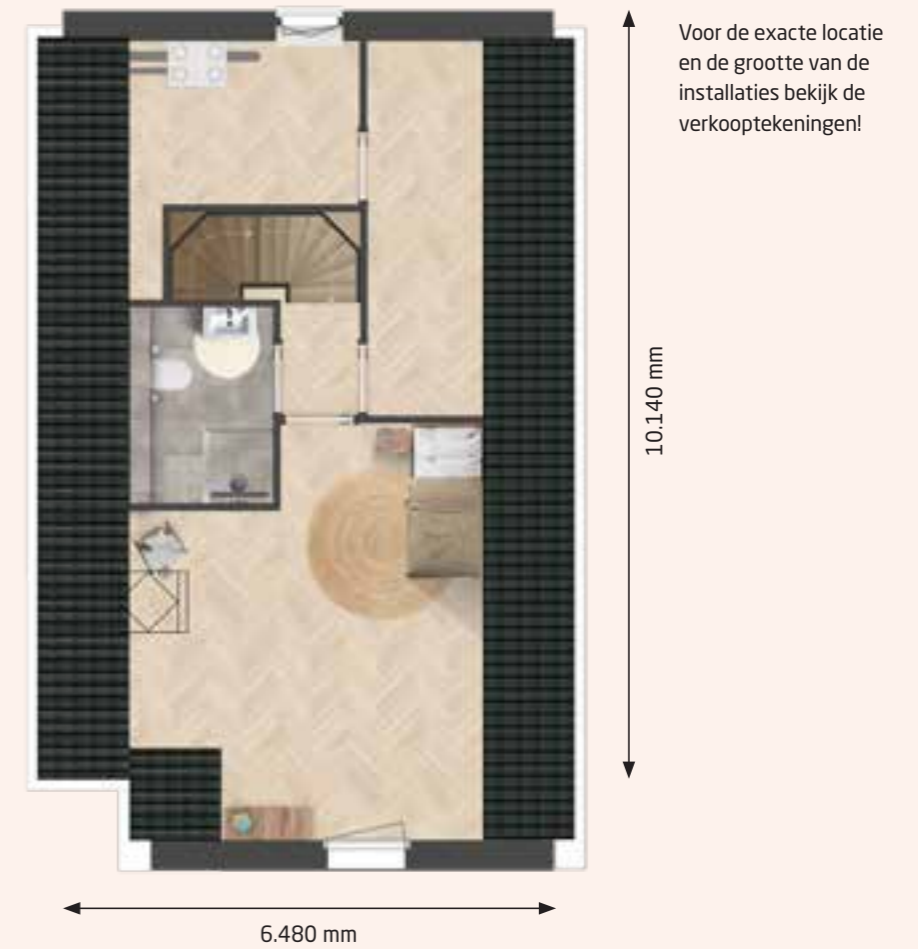 Voor de exacte locatie
en de grootte van de
installaties bekijk de
verkooptekeningen!
10.140 mm
6.480 mm